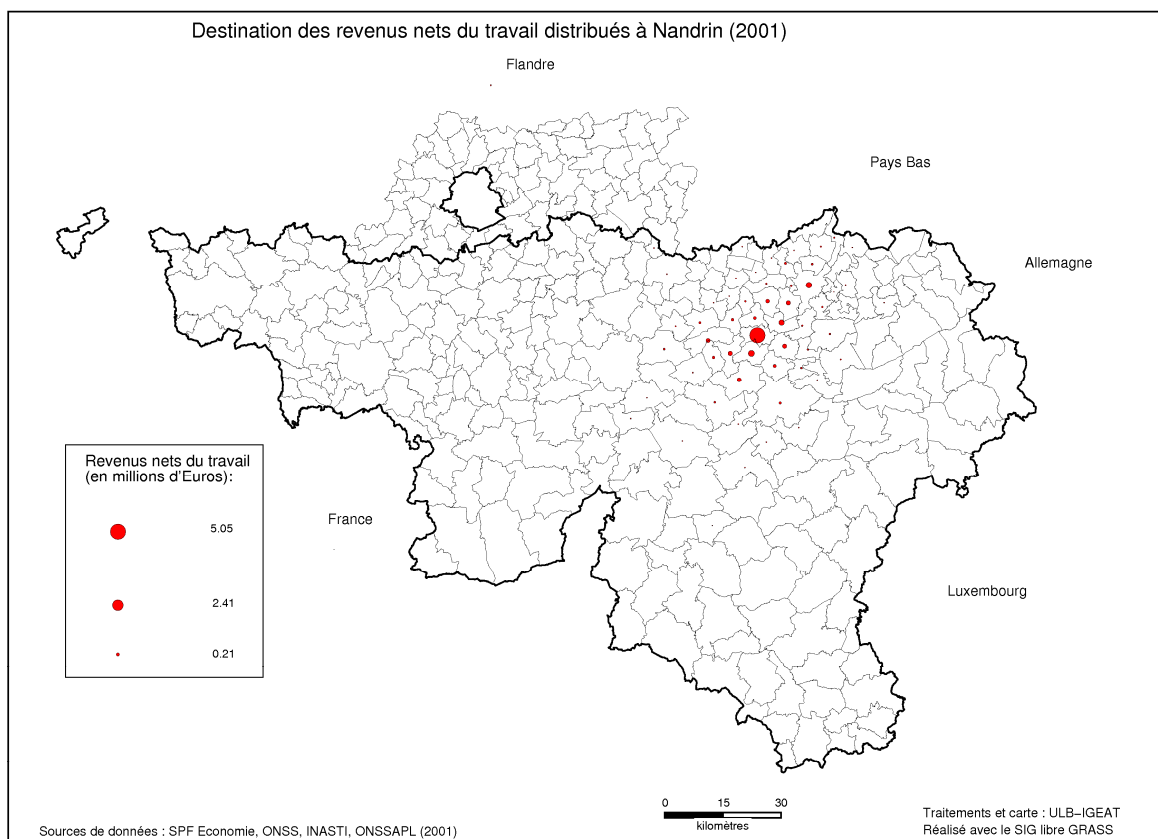 Destination des revenus nets du travail distribués à Nandrin (2001)
Flandre
Pays Bas
Allemagne
Revenus nets du travail
(en millions d'Euros):
5.05
2.41
0.21
France
Luxembourg
0 15 30
kilomètres
Sources de données : SPF Economie, ONSS, INASTI, ONSSAPL (2001)
Traitements et carte : ULB-IGEAT
Réalisé avec le SIG libre GRASS